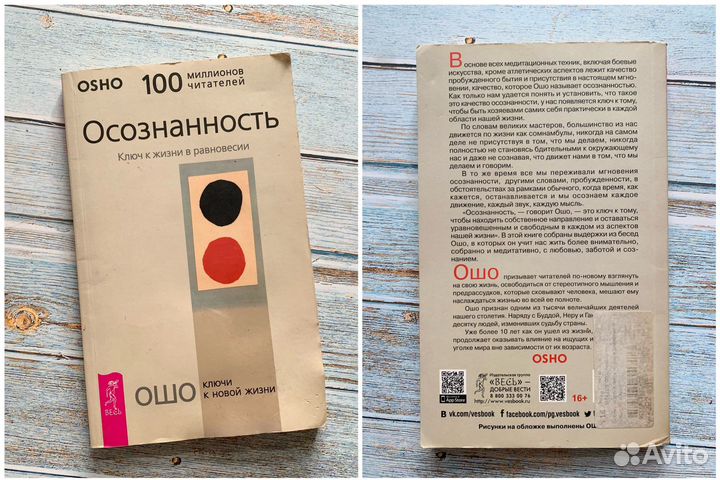 OSHO 100 МИЛЛИОНОВ ЧИТАТЕЛЕЙ
Осознанность
Ключ к жизни в равновесии
ВЕСЬ
ОШО КЛЮЧИ К НОВОЙ ЖИЗНИ
В основе всех медитационных техник, включая боевые
искусства, кроме атлетических аспектов лежит качество
пробужденного бытия и присутствия в настоящем мгно-
вении, качество, которое Ошо называет осознанностью.
Как только нам удается понять и установить, что такое
это качество осознанности, у нас появляется ключ к тому,
чтобы быть хозяевами самих себя практически в каждой
области нашей жизни.
По словам великих мастеров, большинство из нас
движется по жизни как сомнамбулы, никогда на самом
деле не присутствуя в том, что мы делаем, никогда
полностью не становясь бдительными к окружающему
нас и даже не сознавая, что движет нами в том, что мы
делаем и говорим.
В то же время все мы переживали мгновения
осознанности, другими словами, пробужденности, в
обстоятельствах за рамками обычного, когда время, как
кажется, останавливается и мы осознаем каждое
движение, каждый звук, каждую мысль.
«Осознанность, — говорит Ошо, — это ключ к тому,
чтобы находить собственное направление и оставаться
уравновешенным и свободным в каждом из аспектов
нашей жизни». В этой книге собраны выдержки из бесед
Ошо, в которых он учит нас жить более внимательно,
собранно и медитативно, с любовью, заботой и со-
знанием.
Ошо призывает читателей по-новому взглянуть
на свою жизнь, освободиться от стереотипного мышления и
предрассудков, которые сковывают человека, мешают ему
наслаждаться жизнью во всей ее полноте.
Ошо признан одним из тысячи величайших деятелей
нашего столетия. Наряду с Буддой, Неру и Ган
десятку людей, изменивших судьбу страны.
Уже более 10 лет как он ушел из жизни,
продолжает оказывать влияние на ищущих и
уголке мира вне зависимости от их возраста.
OSHO
App Store
Издательская группа
«ВЕСЬ» —
ДОБРЫЕ ВЕСТИ
8 800 333 00 76
www.vesbook.ru
16+
vk.com/vesbook facebook.com/pg.vesbook
Рисунки на обложке выполнены ОШ
Avito